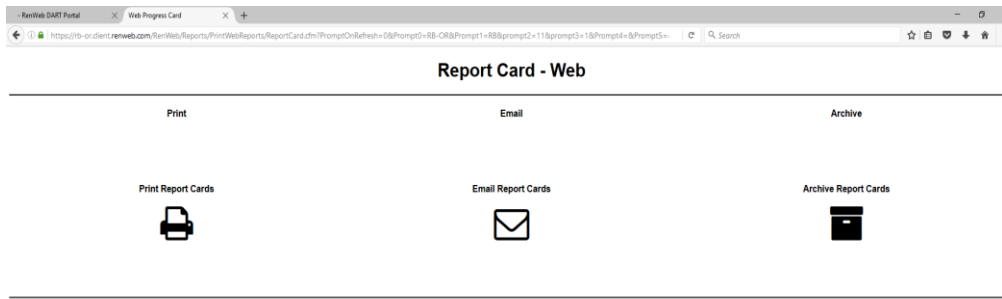 - RenWeb DART Portal
Web Progress Card
https://rb-or.client.renweb.com/RenWeb/Reports/PrintWebReports/ReportCard.cfm?PromptOnRefresh=0&Prompt0=RB-OR&Prompt1=RB&prompt2=11&prompt3=1&Prompt4=&Prompt5=-
Search
Report Card - Web
Print Email Archive
Print Report Cards Email Report Cards Archive Report Cards